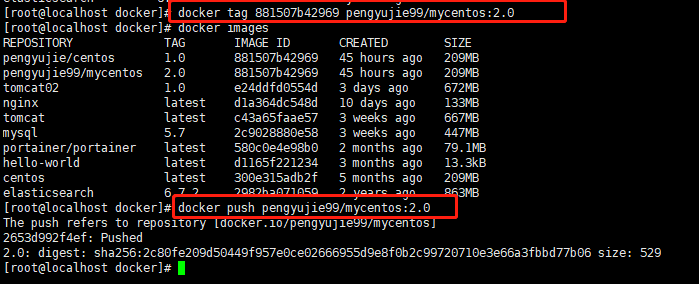 [root@localhost docker]# docker tag 881507b42969 pengyujie99/mycentos:2.0
[root@localhost docker]# docker images
REPOSITORY TAG IMAGE ID CREATED SIZE
pengyujie/centos 1.0 881507b42969 45 hours ago 209MB
pengyujie99/mycentos 2.0 881507b42969 45 hours ago 209MB
tomcat02 1.0 e24ddfd0554d 3 days ago 672MB
nginx latest d1a364dc548d 10 days ago 133MB
tomcat latest c43a65faae57 3 weeks ago 667MB
mysql 5.7 2c9028880e58 3 weeks ago 447MB
portainer/portainer latest 580c0e4e98b0 2 months ago 79.1MB
hello-world latest d1165f221234 3 months ago 13.3kB
centos latest 300e315adb2f 5 months ago 209MB
elasticsearch 6.7.2 2982ba071059 2 years ago 863MB
[root@localhost docker]# docker push pengyujie99/mycentos:2.0
The push refers to repository [docker.io/pengyujie99/mycentos]
2653d992f4ef: Pushed
2.0: digest: sha256:2c80fe209d50449f957e0ce02666955d9e8f0b2c99720710e3e66a3fbbd77b06 size: 529
[root@localhost docker]#